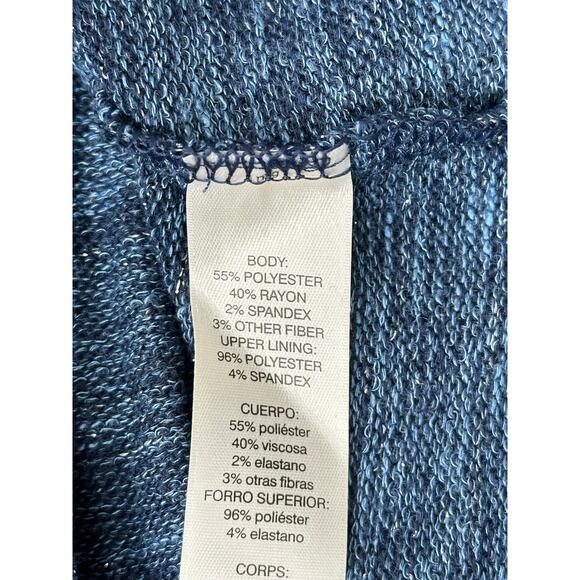 BODY:
55% POLYESTER
40% RAYON
2% SPANDEX
3% OTHER FIBER
UPPER LINING:
96% POLYESTER
4% SPANDEX
CUERPO:
55% poliéster
40% viscosa
2% elastano
3% otras fibras
FORRO SUPERIOR:
96% poliéster
4% elastano
CORPS: